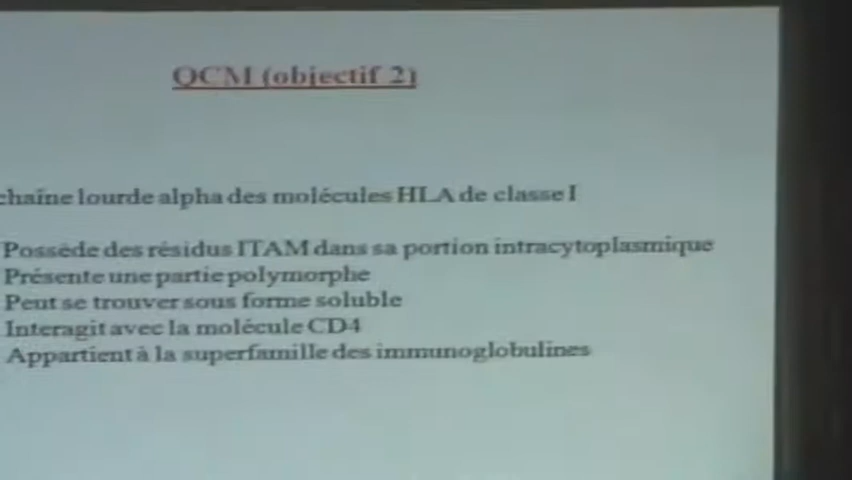 QCM (objectif 2)
chaîne lourde alpha des molécules HLA de classe I
Possède des résidus ITAM dans sa portion intracytoplasmique
Présente une partie polymorphe
Peut se trouver sous forme soluble
Interagit avec la molécule CD4
Appartient à la superfamille des immunoglobulines